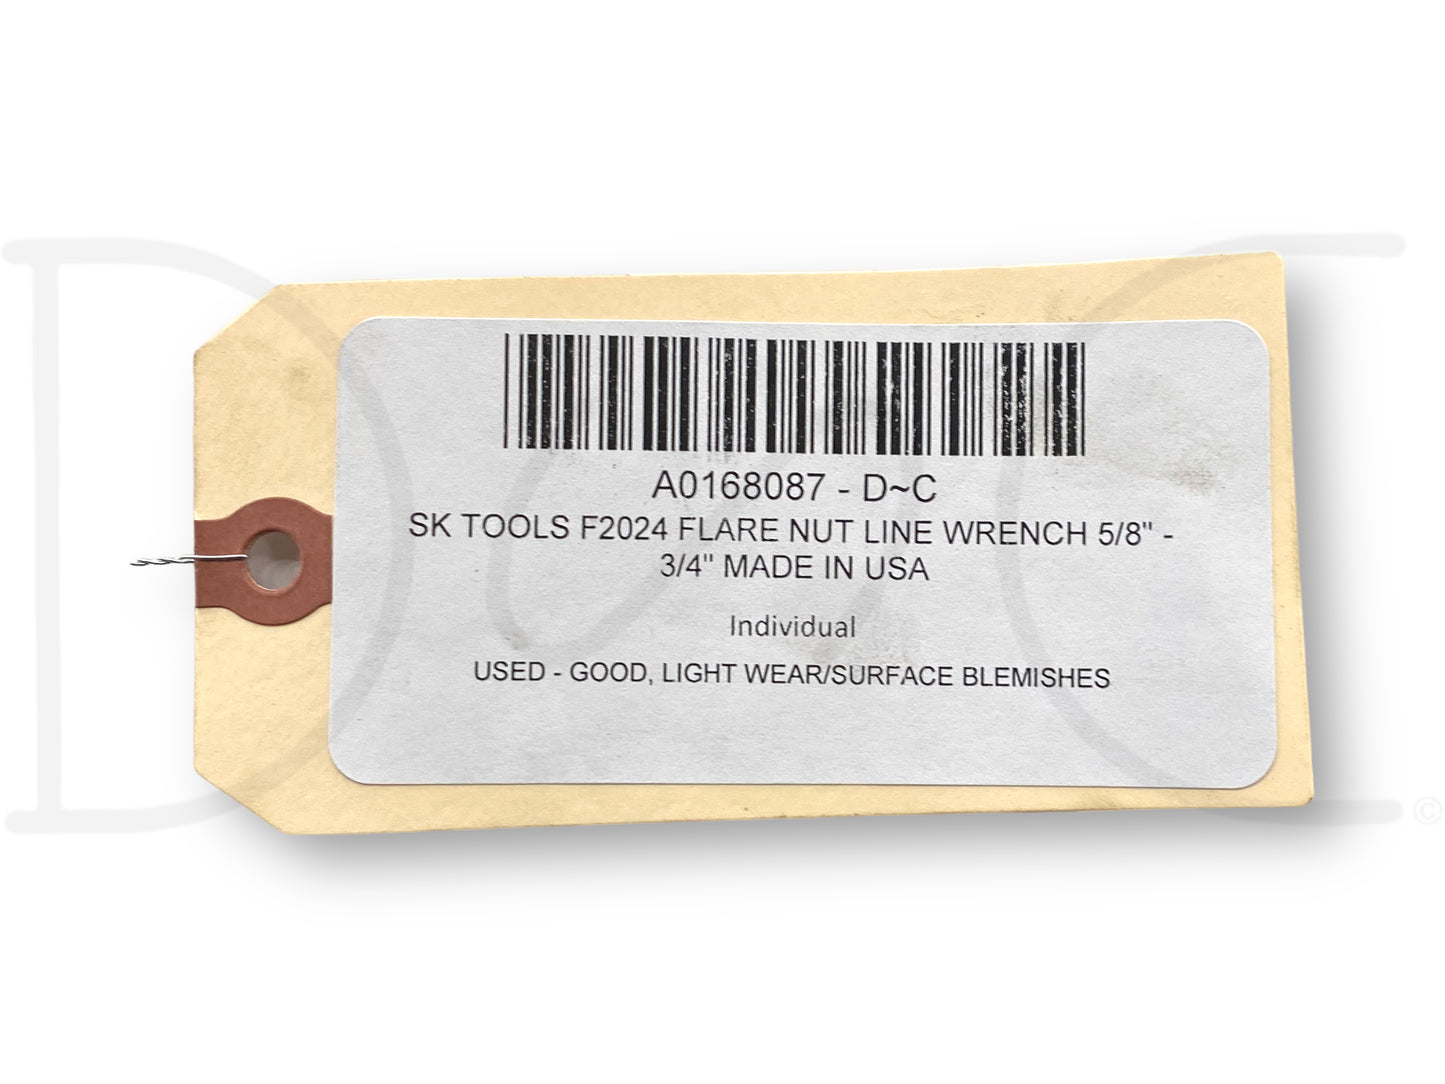 A0168087 - D~C
SK TOOLS F2024 FLARE NUT LINE WRENCH 5/8" -
3/4" MADE IN USA
Individual
USED - GOOD, LIGHT WEAR/SURFACE BLEMISHES
©